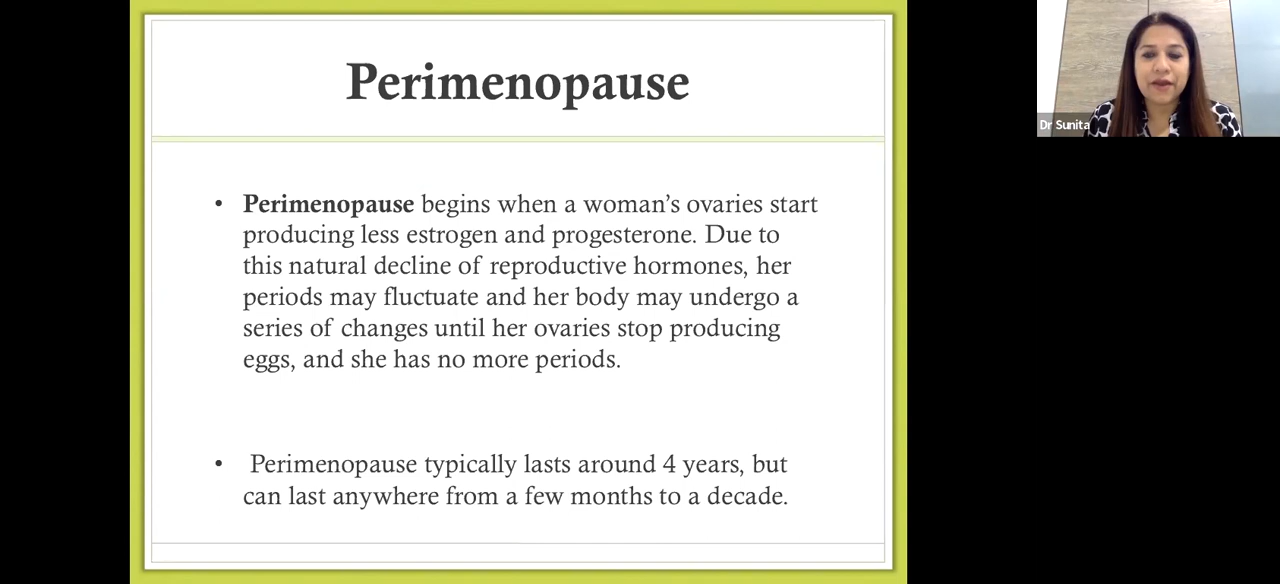 Perimenopause
• Perimenopause begins when a woman’s ovaries start
producing less estrogen and progesterone. Due to
this natural decline of reproductive hormones, her
periods may fluctuate and her body may undergo a
series of changes until her ovaries stop producing
eggs, and she has no more periods.
• Perimenopause typically lasts around 4 years, but
can last anywhere from a few months to a decade.
Dr Sunita